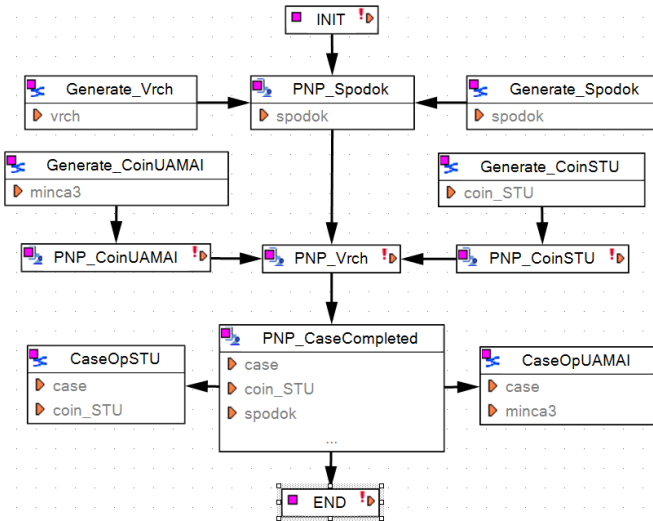 INIT
Generate_Vrch
vrch
PNP_Spodok
spodok
Generate_Spodok
spodok
Generate_CoinUAMAI
minca3
Generate_CoinSTU
coin_STU
PNP_CoinUAMAI
PNP_Vrch
PNP_CoinSTU
CaseOpSTU
case
coin_STU
PNP_CaseCompleted
case
coin_STU
spodok
...
CaseOpUAMAI
case
minca3
END